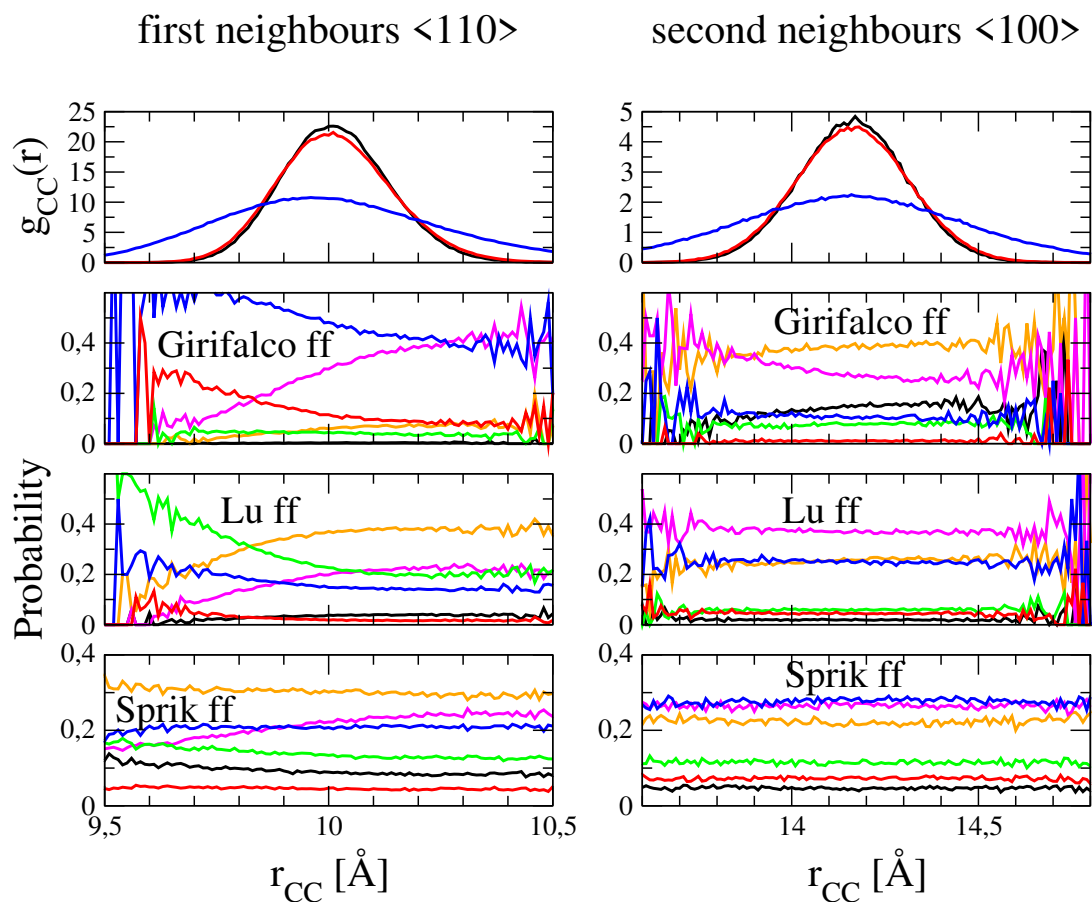 first neighbours <110>
second neighbours <100>
g_CC(r)
25
20
15
10
5
0
5
4
3
2
1
0
Girifalco ff
0,4
0,2
0
Girifalco ff
0,4
0,2
0
Probability
Lu ff
0,4
0,2
0
Lu ff
0,4
0,2
0
Sprik ff
0,4
0,2
0
Sprik ff
0,4
0,2
0
9,5
10
10,5
14
14,5
r_CC [Å]
r_CC [Å]